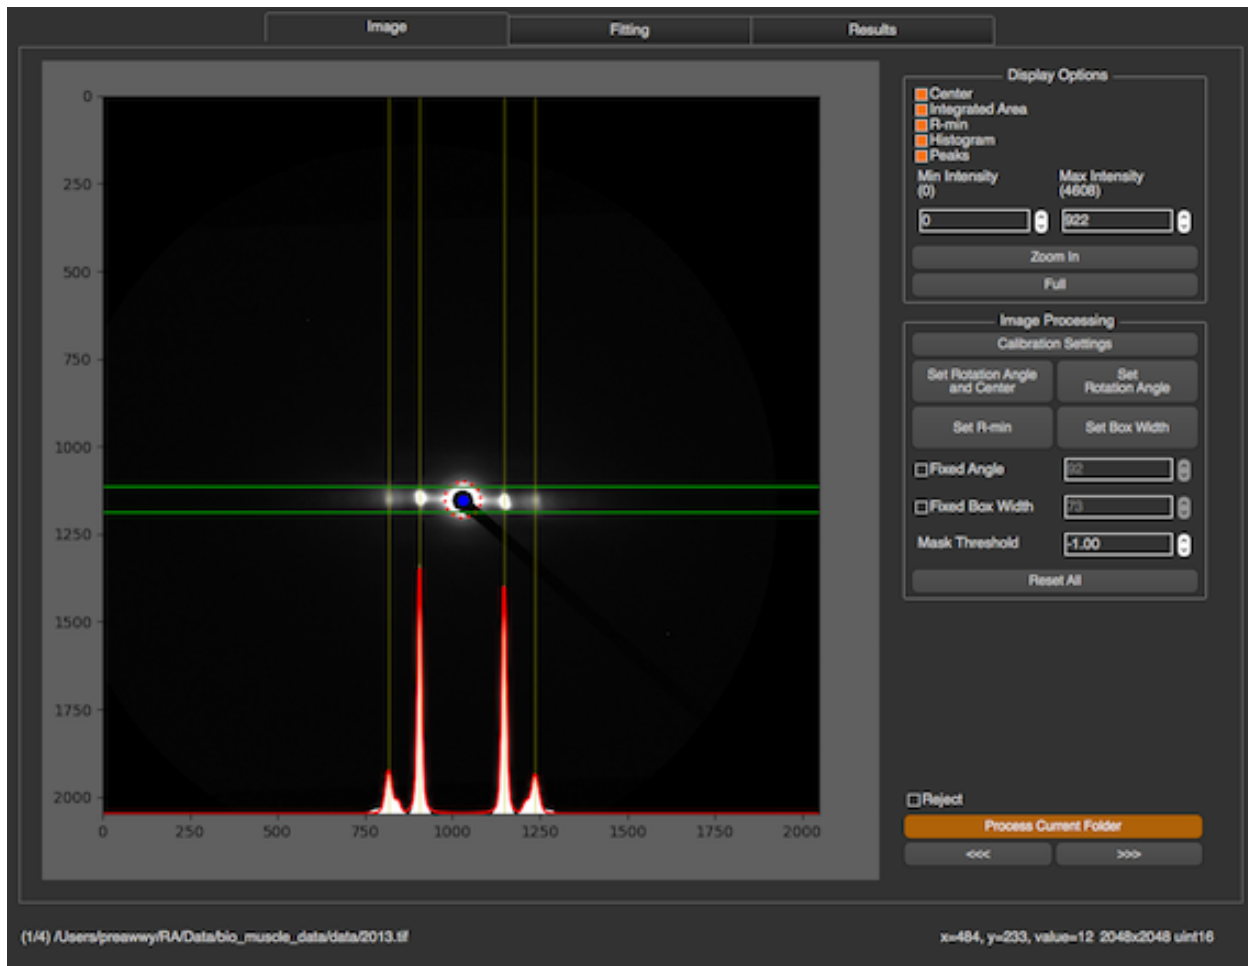 Image Fitting Results
Display Options
Center
Integrated Area
R-min
Histogram
Peaks
Min Intensity Max Intensity
(0) (4608)
0 922
Zoom In
Full
Image Processing
Calibration Settings
Set Rotation Angle
and Center
Set
Rotation Angle
Set R-min Set Box Width
Fixed Angle 92
Fixed Box Width 73
Mask Threshold -1.00
Reset All
0
250
500
750
1000
1250
1500
1750
2000
0 250 500 750 1000 1250 1500 1750 2000
Reject
Process Current Folder
<<< >>>
(1/4) /Users/preawwy/RA/Data/bio_muscle_data/data/2013.tif
x=484, y=233, value=12 2048x2048 uint16